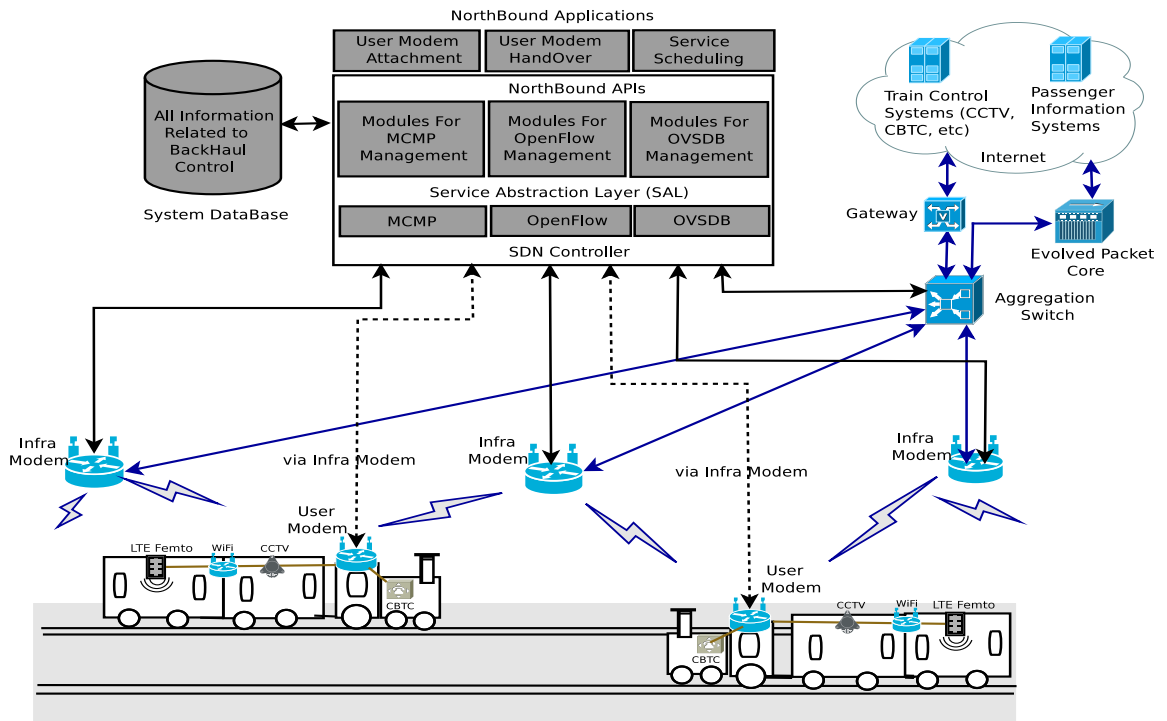 NorthBound Applications
User Modem
Attachment
User Modem
HandOver
Service
Scheduling
NorthBound APIs
Modules For
MCMP
Management
Modules For
OpenFlow
Management
Modules For
OVSDB
Management
Service Abstraction Layer (SAL)
MCMP
OpenFlow
OVSDB
SDN Controller
All Information
Related to
BackHaul
Control
System DataBase
Train Control
Systems (CCTV,
CBTC, etc)
Passenger
Information
Systems
Internet
Gateway
V
Evolved Packet
Core
Aggregation
Switch
Infra
Modem
via Infra Modem
Infra
Modem
via Infra Modem
Infra
Modem
User
Modem
LTE Femto
WiFi
CCTV
CBTC
User
Modem
CBTC
CCTV
WiFi
LTE Femto